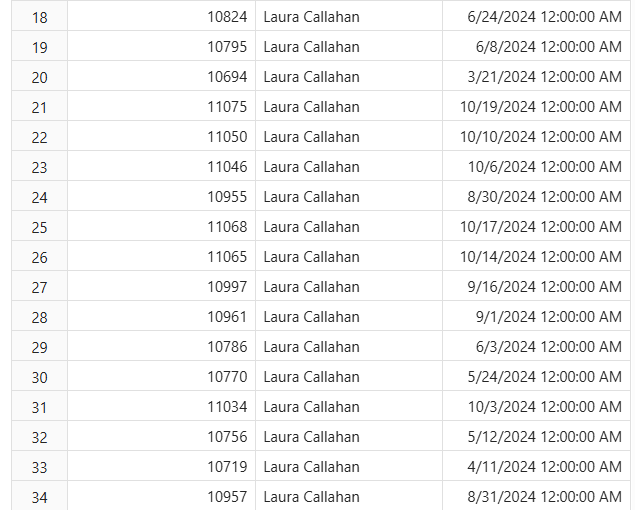 18 10824 Laura Callahan 6/24/2024 12:00:00 AM
19 10795 Laura Callahan 6/8/2024 12:00:00 AM
20 10694 Laura Callahan 3/21/2024 12:00:00 AM
21 11075 Laura Callahan 10/19/2024 12:00:00 AM
22 11050 Laura Callahan 10/10/2024 12:00:00 AM
23 11046 Laura Callahan 10/6/2024 12:00:00 AM
24 10955 Laura Callahan 8/30/2024 12:00:00 AM
25 11068 Laura Callahan 10/17/2024 12:00:00 AM
26 11065 Laura Callahan 10/14/2024 12:00:00 AM
27 10997 Laura Callahan 9/16/2024 12:00:00 AM
28 10961 Laura Callahan 9/1/2024 12:00:00 AM
29 10786 Laura Callahan 6/3/2024 12:00:00 AM
30 10770 Laura Callahan 5/24/2024 12:00:00 AM
31 11034 Laura Callahan 10/3/2024 12:00:00 AM
32 10756 Laura Callahan 5/12/2024 12:00:00 AM
33 10719 Laura Callahan 4/11/2024 12:00:00 AM
34 10957 Laura Callahan 8/31/2024 12:00:00 AM